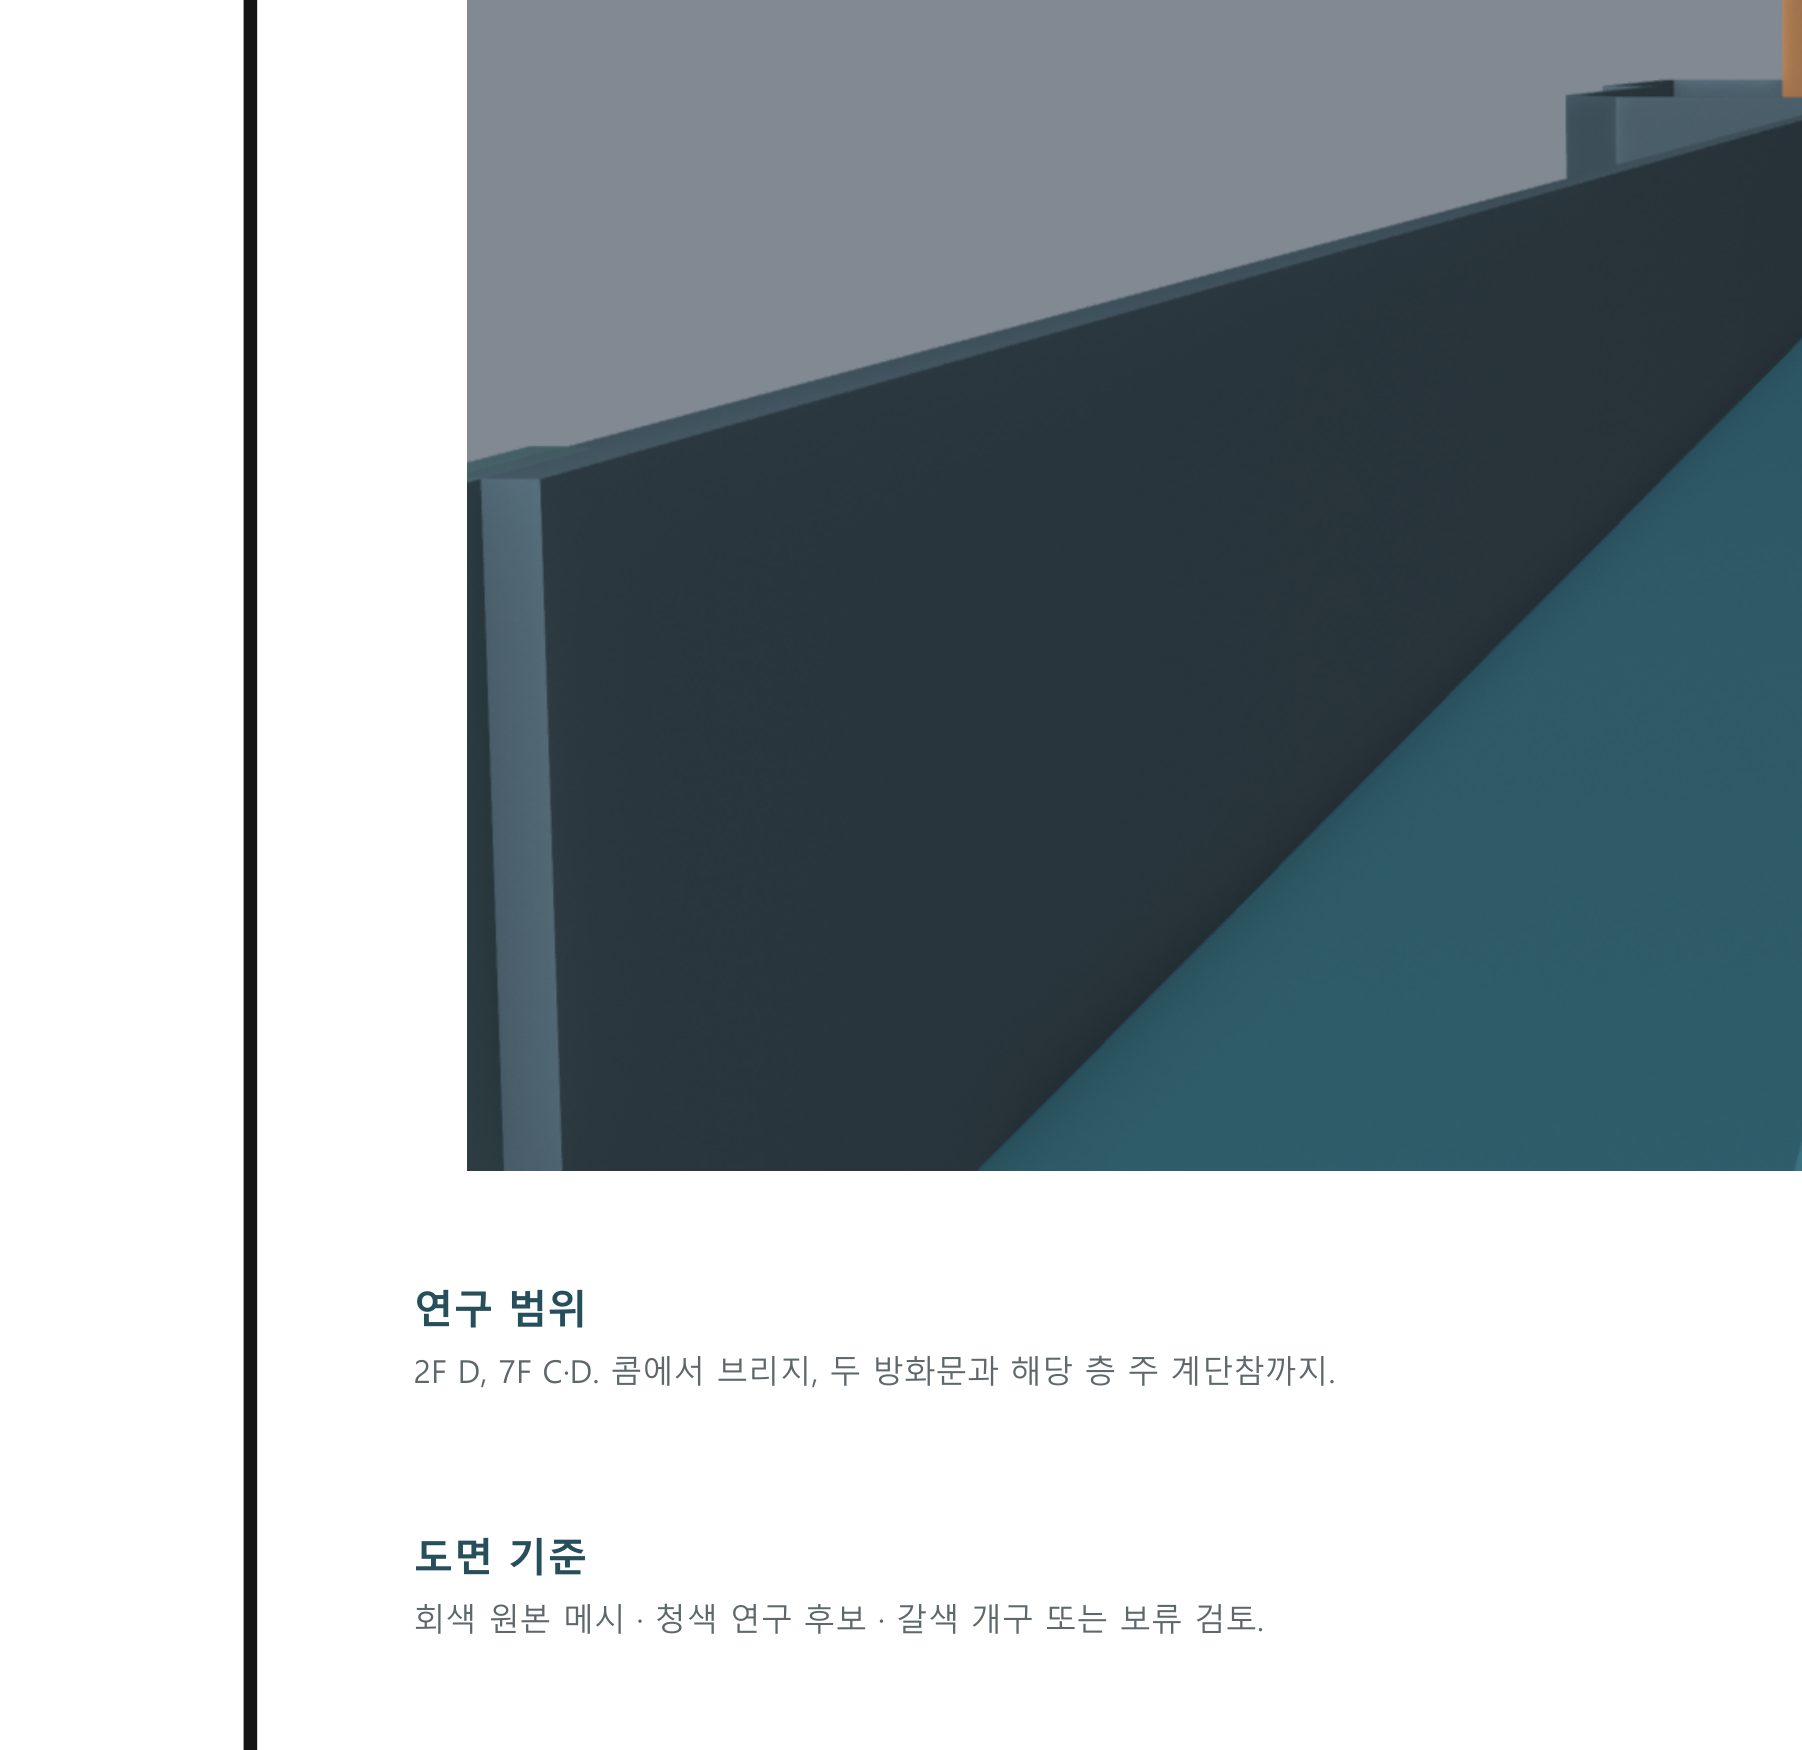 연구 범위
2F D, 7F C·D. 콤에서 브리지, 두 방화문과 해당 층 주 계단참까지.
도면 기준
회색 원본 메시 · 청색 연구 후보 · 갈색 개구 또는 보류 검토.